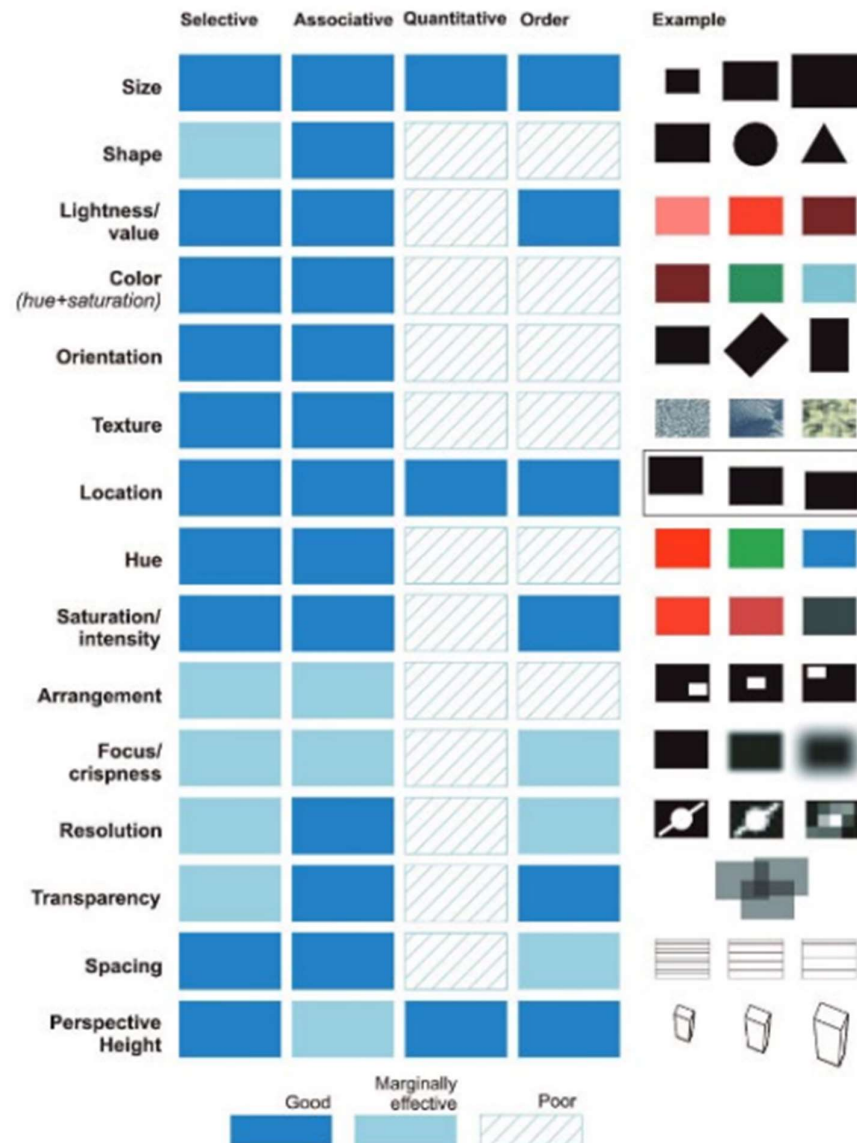 Selective Associative Quantitative Order Example
Size
Shape
Lightness/
value
Color
(hue+saturation)
Orientation
Texture
Location
Hue
Saturation/
intensity
Arrangement
Focus/
crispness
Resolution
Transparency
Spacing
Perspective
Height
Good
Marginally
effective
Poor